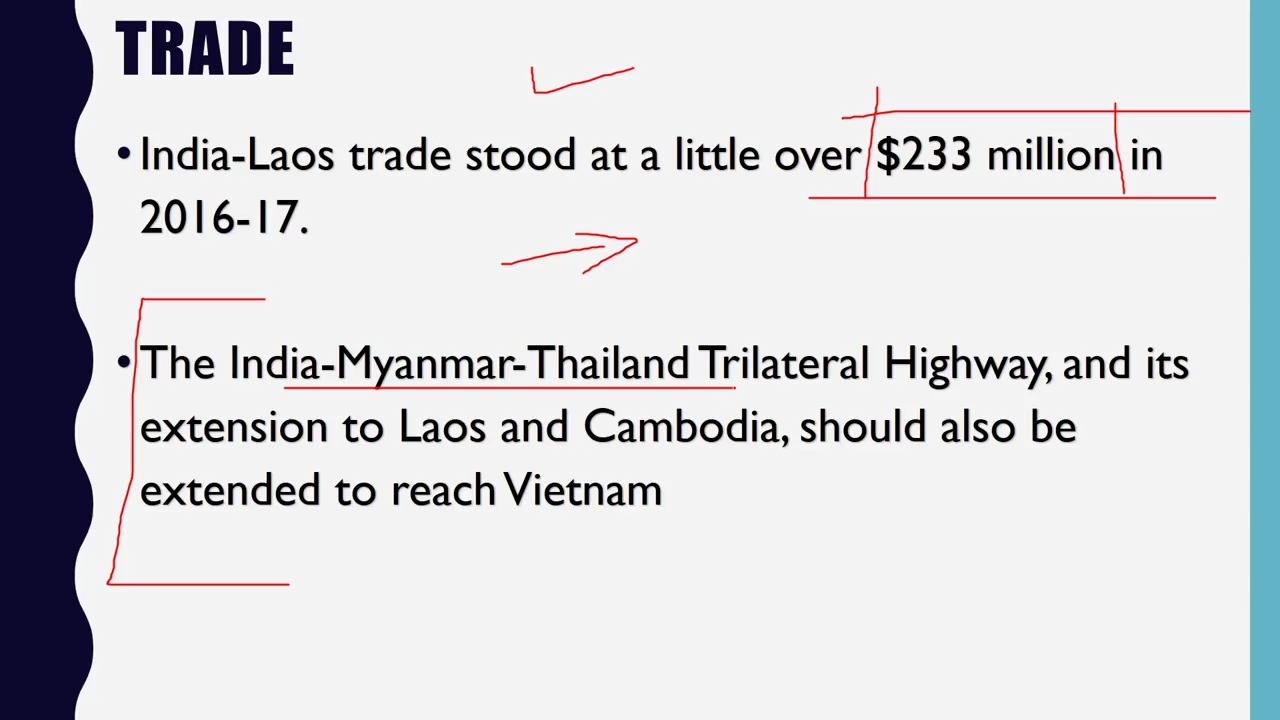 TRADE
•India-Laos trade stood at a little over $233 million in
2016-17.
•The India-Myanmar-Thailand Trilateral Highway, and its
extension to Laos and Cambodia, should also be
extended to reach Vietnam